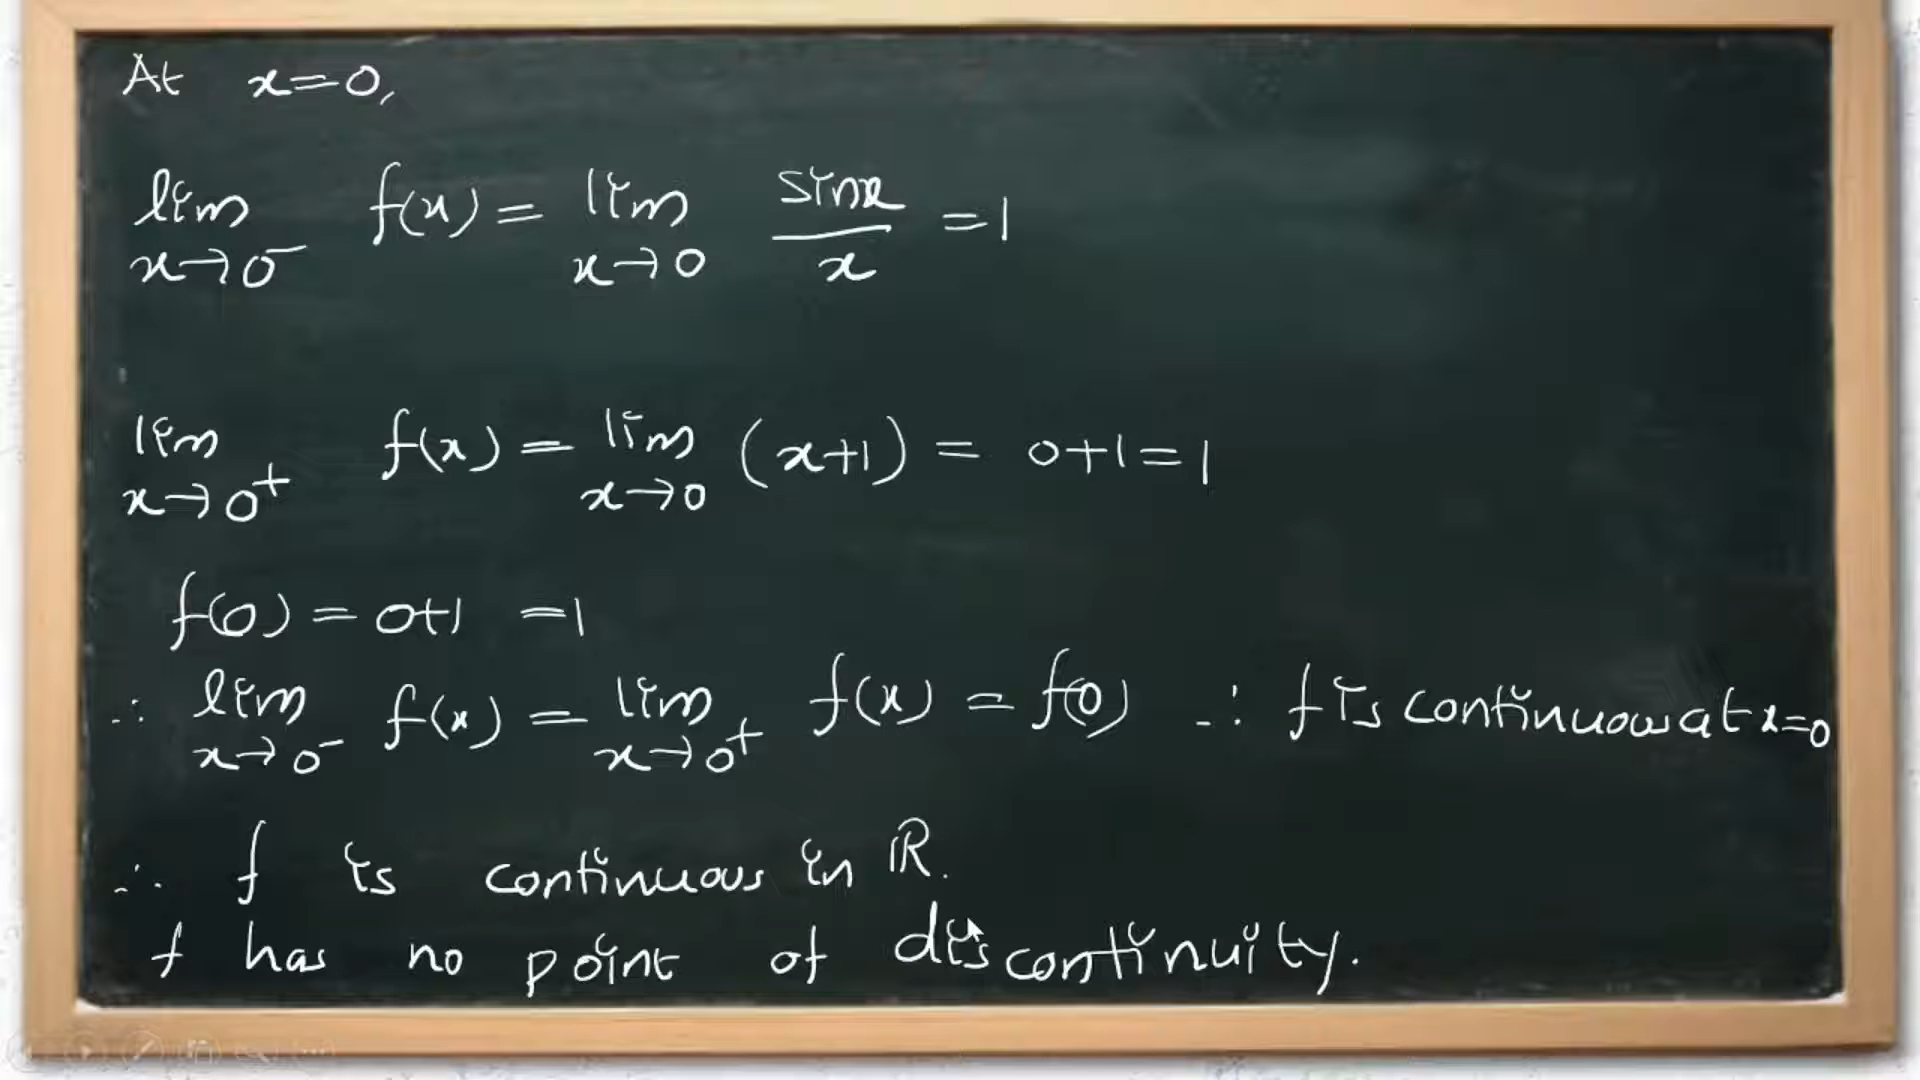 At x=0,
lim x→0⁻ f(x) = lim x→0 sinx/x = 1
lim x→0⁺ f(x) = lim x→0 (x+1) = 0+1 = 1
f(0) = 0+1 = 1
∴ lim x→0⁻ f(x) = lim x→0⁺ f(x) = f(0) ∴ f is continuous at x=0
∴ f is continuous in ℝ.
f has no point of discontinuity.